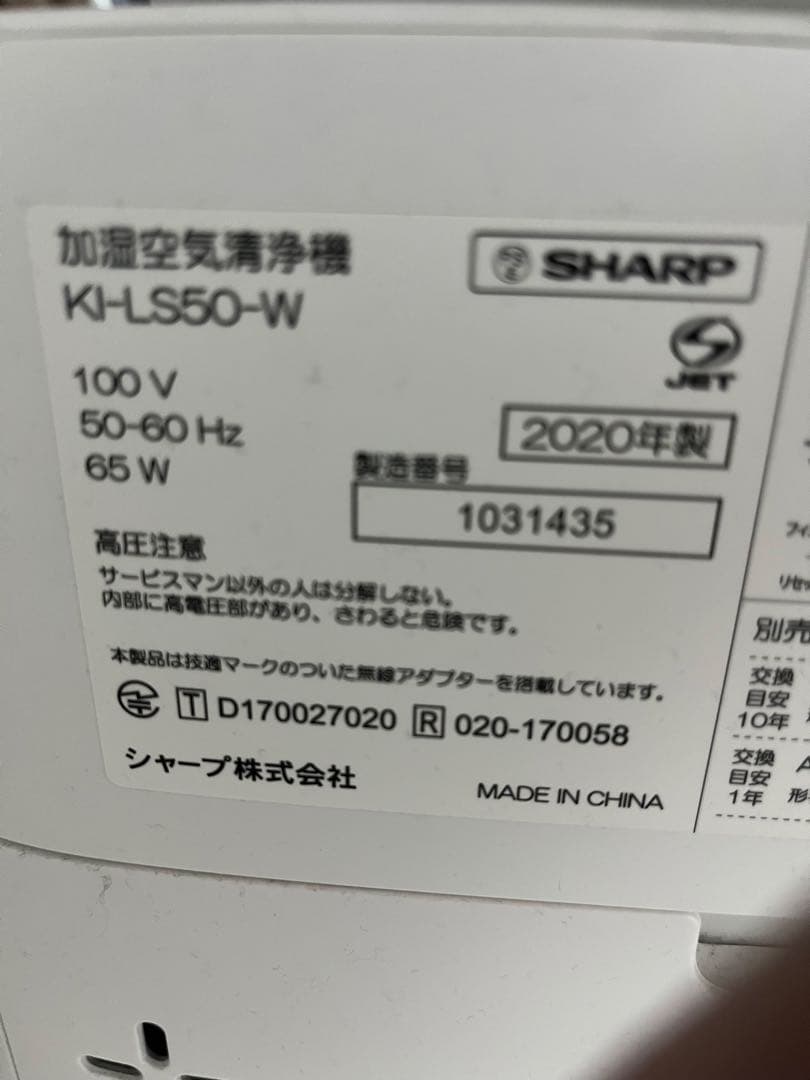 加湿空気清浄機
KI-LS50-W
SHARP
JET
100 V
50-60 Hz
65 W
2020年製
製造番号
1031435
高圧注意
サービスマン以外の人は分解しない。
内部に高電圧部があり、さわると危険です。
本製品は技適マークのついた無線アダプターを搭載しています。
T D170027020 R 020-170058
シャープ株式会社
MADE IN CHINA
別売
交換
目安
10年
交換
目安
1年